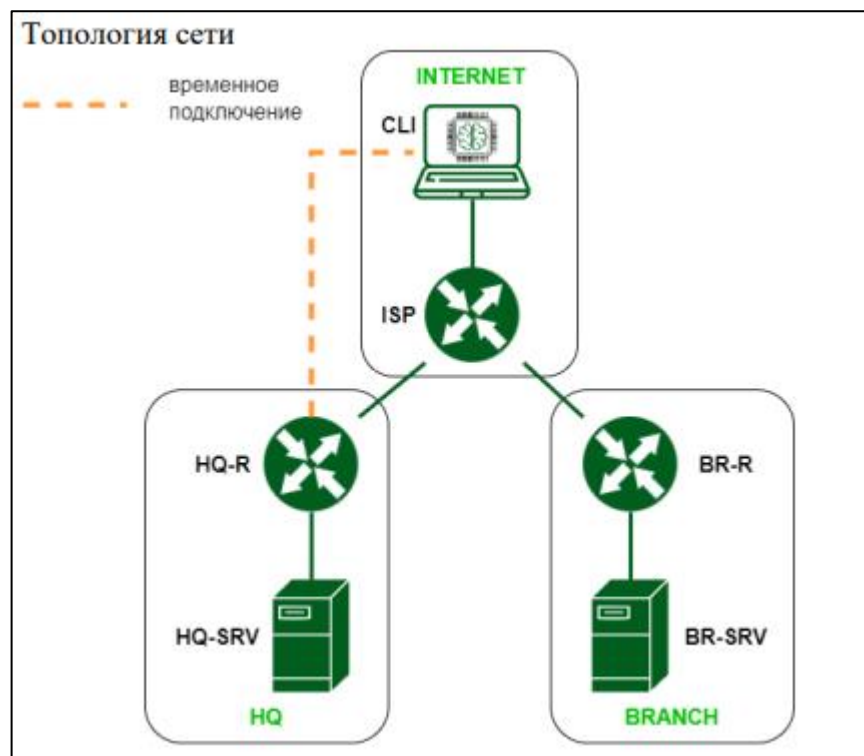 Топология сети
временное
подключение
INTERNET
CLI
ISP
HQ-R
BR-R
HQ-SRV
BR-SRV
HQ
BRANCH